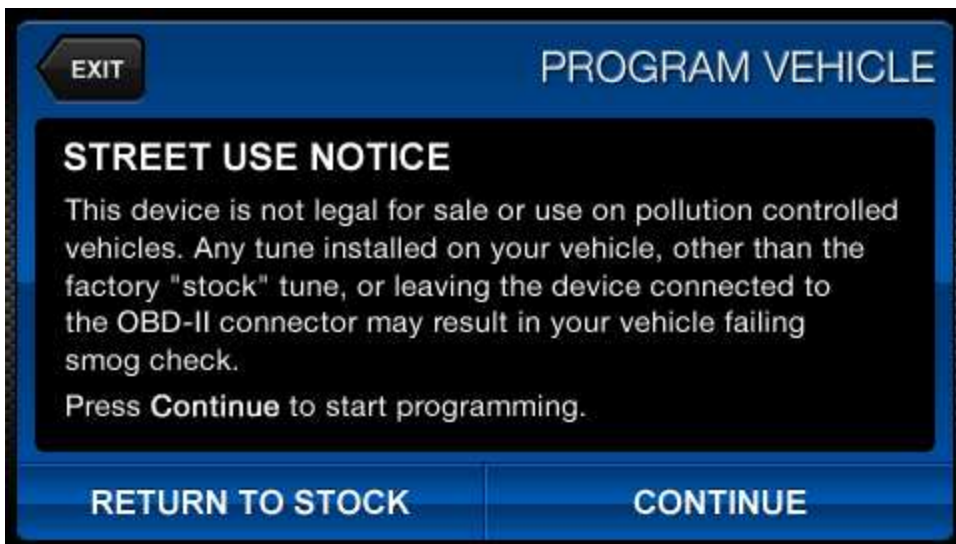 EXIT
PROGRAM VEHICLE
STREET USE NOTICE
This device is not legal for sale or use on pollution controlled
vehicles. Any tune installed on your vehicle, other than the
factory "stock" tune, or leaving the device connected to
the OBD-II connector may result in your vehicle failing
smog check.
Press Continue to start programming.
RETURN TO STOCK
CONTINUE